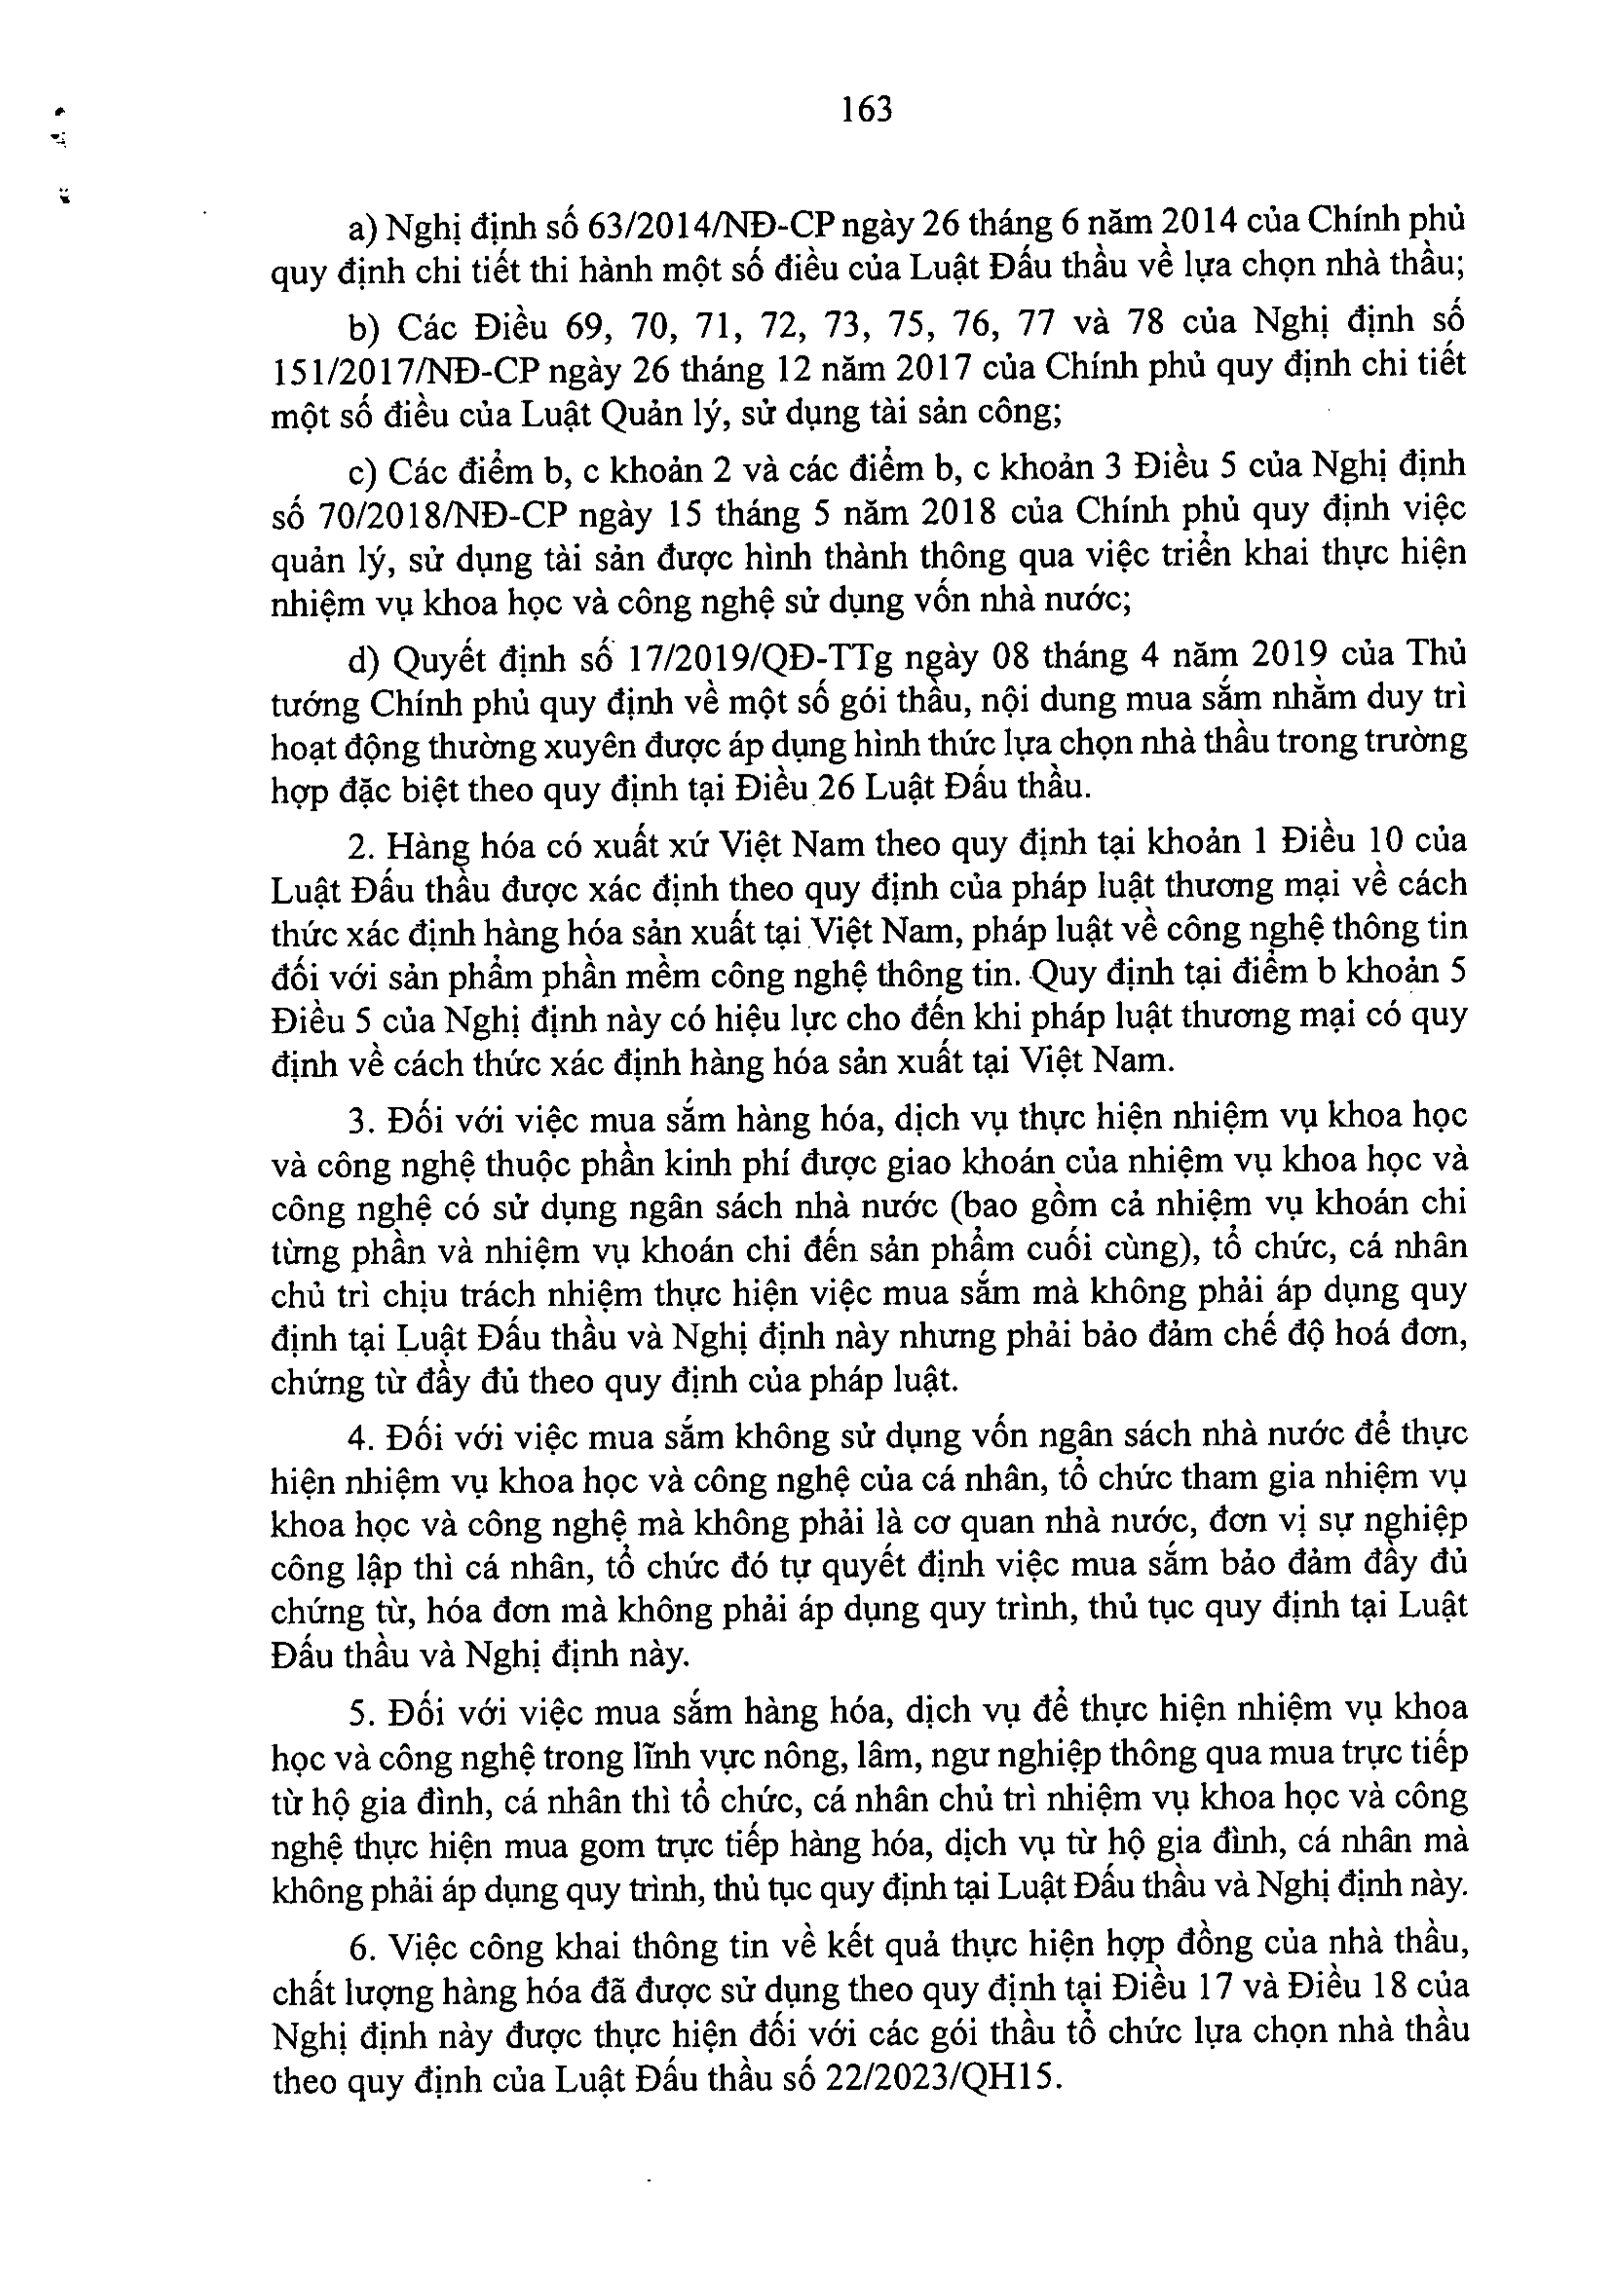 163
a) Nghị định số 63/2014/NĐ-CP ngày 26 tháng 6 năm 2014 của Chính phủ
quy định chi tiết thi hành một số điều của Luật Đấu thầu về lựa chọn nhà thầu;
b) Các Điều 69, 70, 71, 72, 73, 75, 76, 77 và 78 của Nghị định số
151/2017/NĐ-CP ngày 26 tháng 12 năm 2017 của Chính phủ quy định chi tiết
một số điều của Luật Quản lý, sử dụng tài sản công;
c) Các điểm b, c khoản 2 và các điểm b, c khoản 3 Điều 5 của Nghị định
số 70/2018/NĐ-CP ngày 15 tháng 5 năm 2018 của Chính phủ quy định việc
quản lý, sử dụng tài sản được hình thành thông qua việc triển khai thực hiện
nhiệm vụ khoa học và công nghệ sử dụng vốn nhà nước;
d) Quyết định số 17/2019/QĐ-TTg ngày 08 tháng 4 năm 2019 của Thủ
tướng Chính phủ quy định về một số gói thầu, nội dung mua sắm nhằm duy trì
hoạt động thường xuyên được áp dụng hình thức lựa chọn nhà thầu trong trường
hợp đặc biệt theo quy định tại Điều 26 Luật Đấu thầu.
2. Hàng hóa có xuất xứ Việt Nam theo quy định tại khoản 1 Điều 10 của
Luật Đấu thầu được xác định theo quy định của pháp luật thương mại về cách
thức xác định hàng hóa sản xuất tại Việt Nam, pháp luật về công nghệ thông tin
đối với sản phẩm phần mềm công nghệ thông tin. Quy định tại điểm b khoản 5
Điều 5 của Nghị định này có hiệu lực cho đến khi pháp luật thương mại có quy
định về cách thức xác định hàng hóa sản xuất tại Việt Nam.
3. Đối với việc mua sắm hàng hóa, dịch vụ thực hiện nhiệm vụ khoa học
và công nghệ thuộc phần kinh phí được giao khoán của nhiệm vụ khoa học và
công nghệ có sử dụng ngân sách nhà nước (bao gồm cả nhiệm vụ khoán chi
từng phần và nhiệm vụ khoán chi đến sản phẩm cuối cùng), tổ chức, cá nhân
chủ trì chịu trách nhiệm thực hiện việc mua sắm mà không phải áp dụng quy
định tại Luật Đấu thầu và Nghị định này nhưng phải bảo đảm chế độ hoá đơn,
chứng từ đầy đủ theo quy định của pháp luật.
4. Đối với việc mua sắm không sử dụng vốn ngân sách nhà nước để thực
hiện nhiệm vụ khoa học và công nghệ của cá nhân, tổ chức tham gia nhiệm vụ
khoa học và công nghệ mà không phải là cơ quan nhà nước, đơn vị sự nghiệp
công lập thì cá nhân, tổ chức đó tự quyết định việc mua sắm bảo đảm đầy đủ
chứng từ, hóa đơn mà không phải áp dụng quy trình, thủ tục quy định tại Luật
Đấu thầu và Nghị định này.
5. Đối với việc mua sắm hàng hóa, dịch vụ để thực hiện nhiệm vụ khoa
học và công nghệ trong lĩnh vực nông, lâm, ngư nghiệp thông qua mua trực tiếp
từ hộ gia đình, cá nhân thì tổ chức, cá nhân chủ trì nhiệm vụ khoa học và công
nghệ thực hiện mua gom trực tiếp hàng hóa, dịch vụ từ hộ gia đình, cá nhân mà
không phải áp dụng quy trình, thủ tục quy định tại Luật Đấu thầu và Nghị định này.
6. Việc công khai thông tin về kết quả thực hiện hợp đồng của nhà thầu,
chất lượng hàng hóa đã được sử dụng theo quy định tại Điều 17 và Điều 18 của
Nghị định này được thực hiện đối với các gói thầu tổ chức lựa chọn nhà thầu
theo quy định của Luật Đấu thầu số 22/2023/QH15.